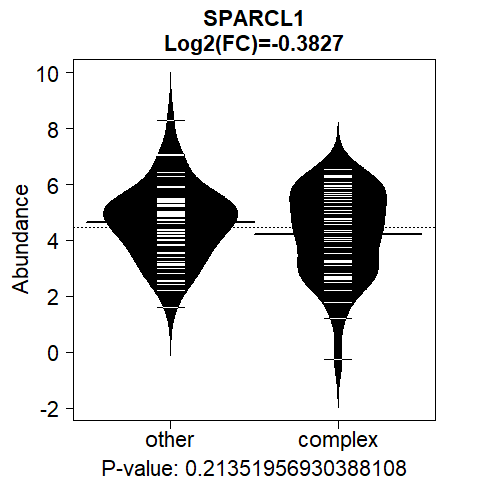 SPARCL1
Log2(FC)=-0.3827
Abundance
10
8
6
4
2
0
-2
other complex
P-value: 0.21351956930388108